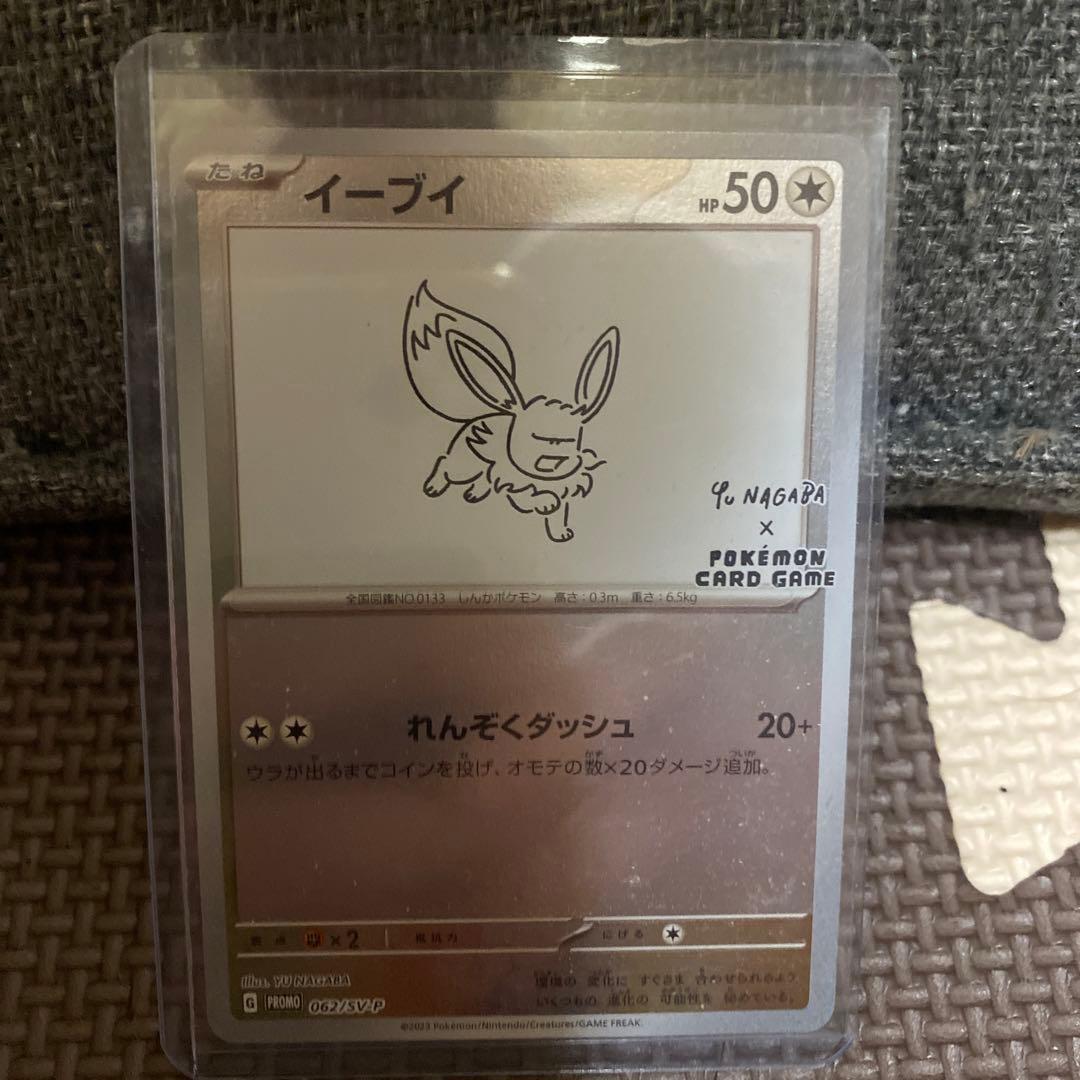 たね
イーブイ
HP 50
Yu NAGABA
×
POKÉMON
CARD GAME
全国図鑑NO.0133 しんかポケモン 高さ:0.3m 重さ:6.5kg
れんぞくダッシュ 20+
ウラが出るまでコインを投げ、オモテの数×20ダメージ追加。
弱点 ×2 抵抗力 にげる
Illus. YU NAGABA
環境の 変化に すぐさま 合わせられるよう
いくつもの 進化の 可能性を 秘めている。
G PROMO 062/SV-P
©2023 Pokémon/Nintendo/Creatures/GAME FREAK.